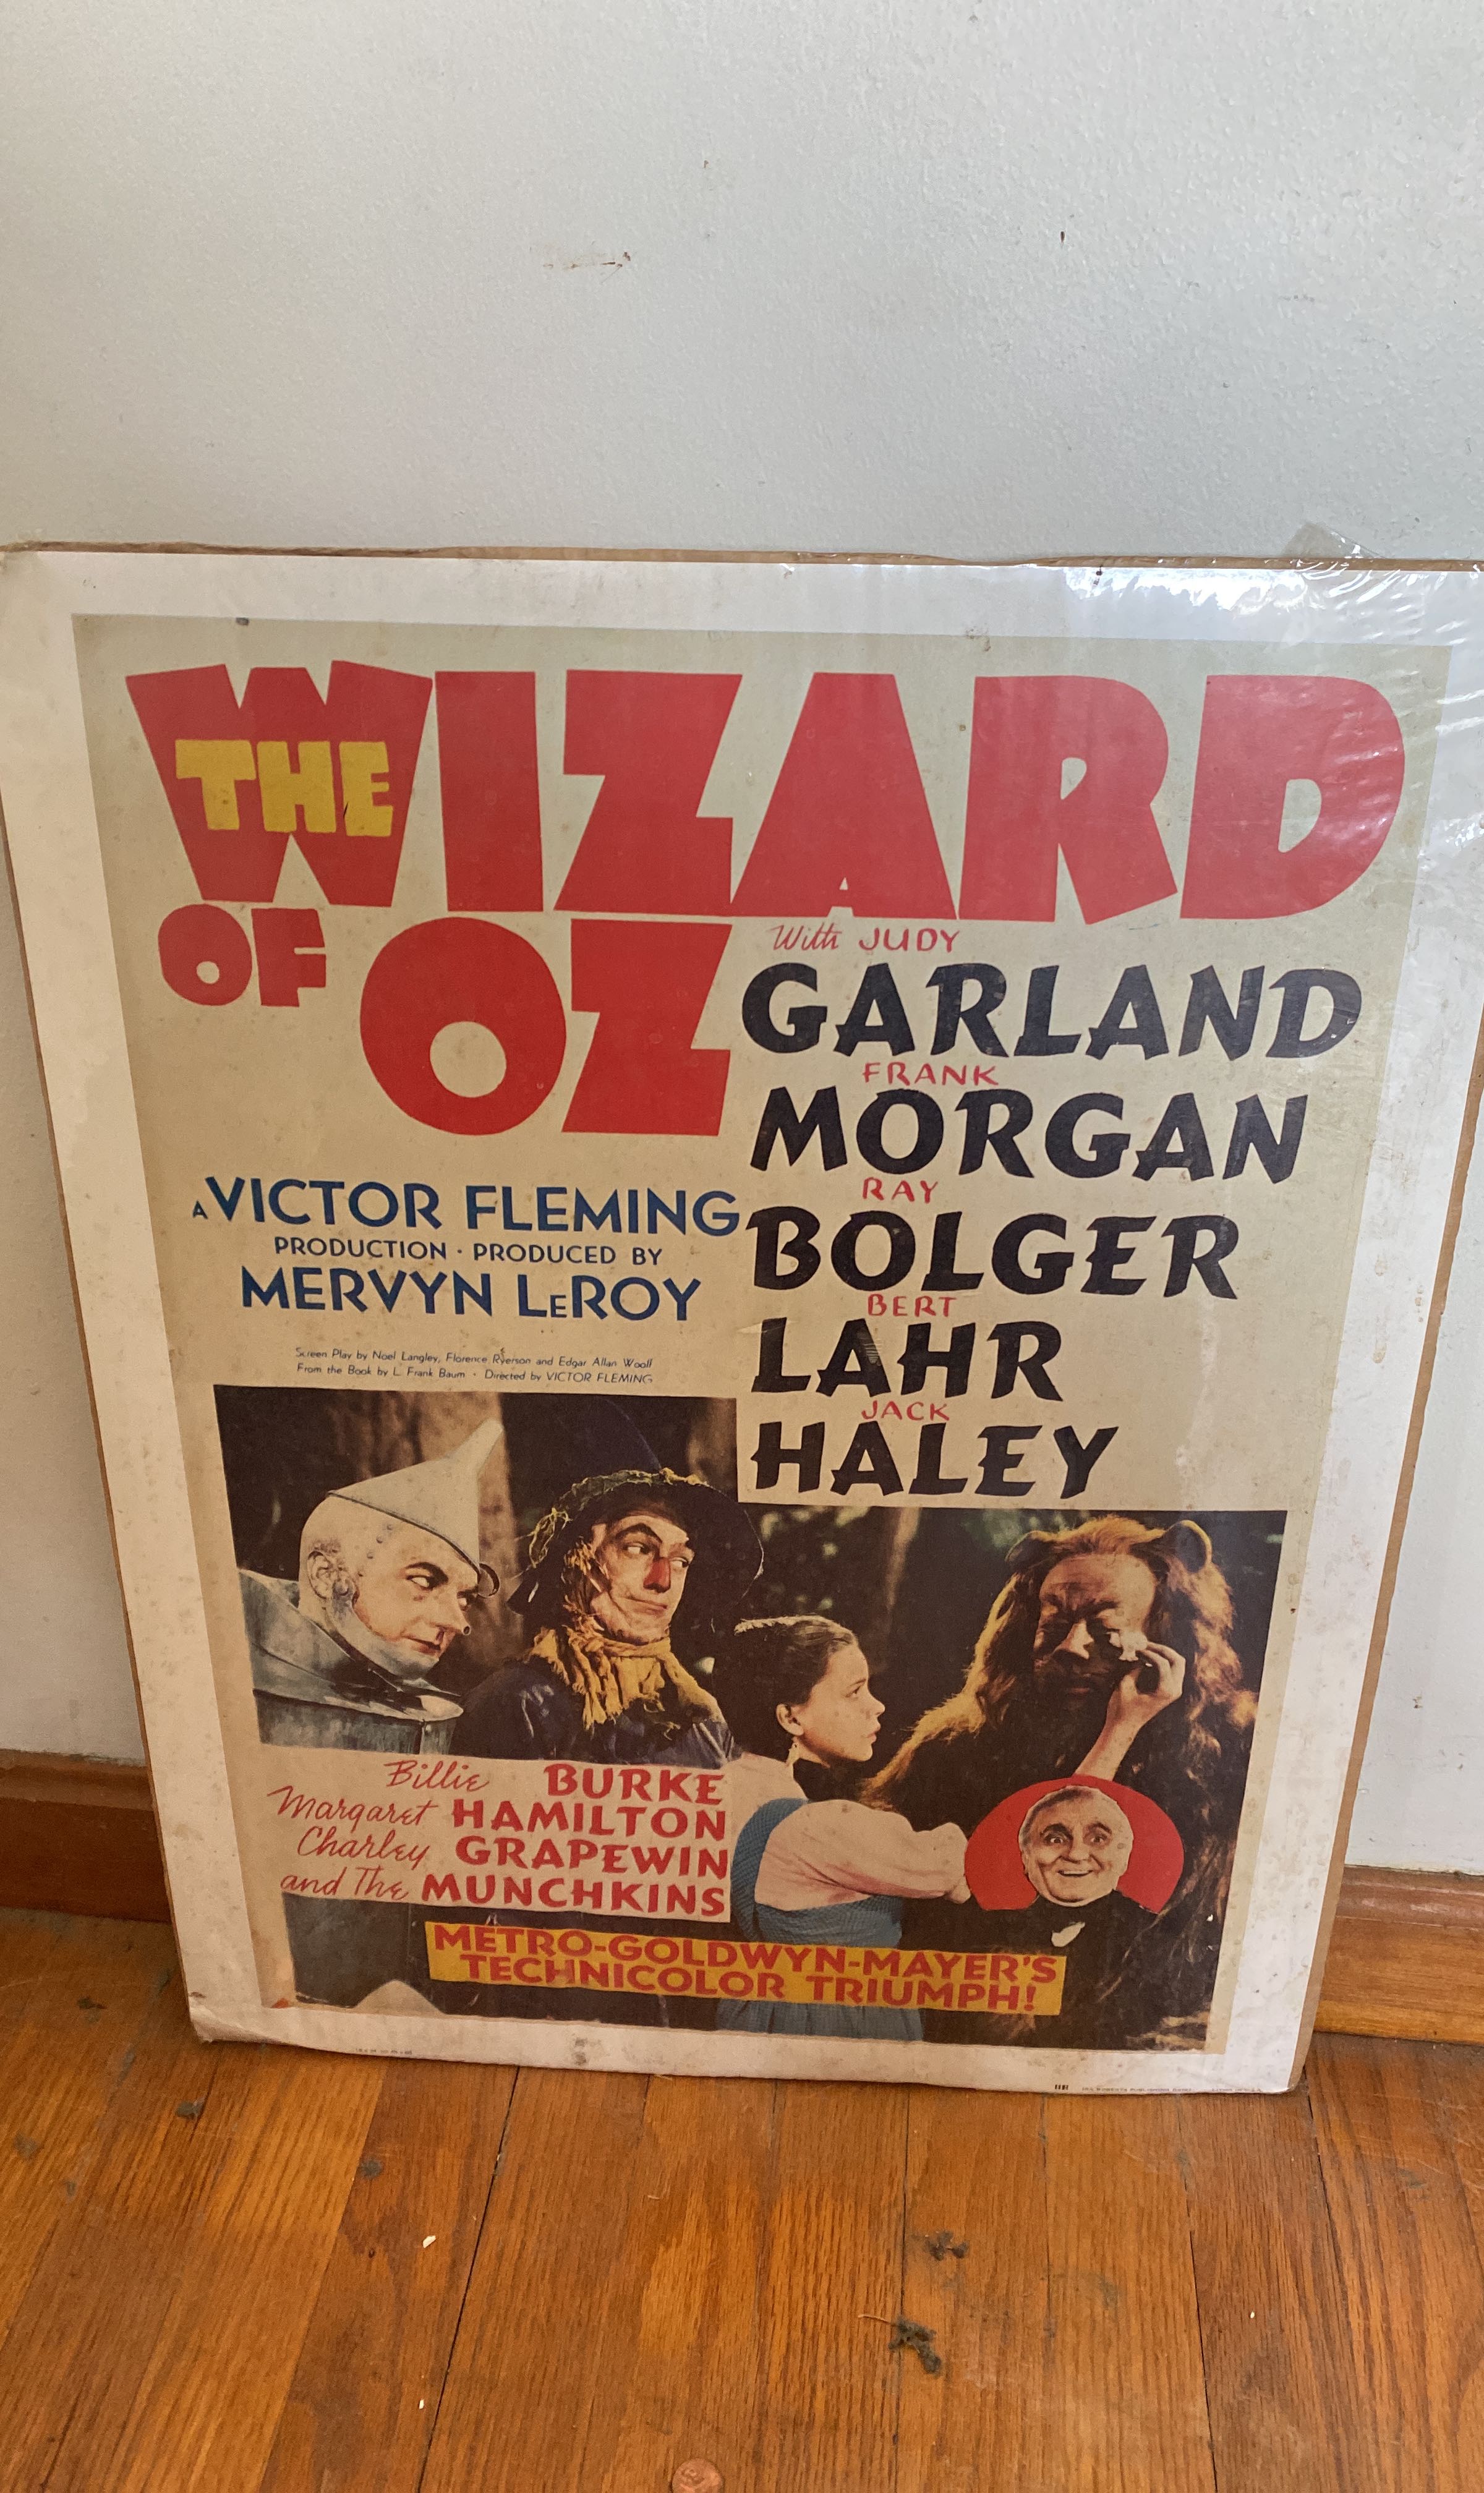 THE WIZARD
OF OZ
With JUDY
GARLAND
FRANK
MORGAN
RAY
BOLGER
BERT
LAHR
JACK
HALEY
A VICTOR FLEMING
PRODUCTION · PRODUCED BY
MERVYN LeROY
Screen Play by Noel Langley, Florence Ryerson and Edgar Allan Woolf
From the Book by L. Frank Baum · Directed by VICTOR FLEMING
Billie BURKE
Margaret HAMILTON
Charley GRAPEWIN
and The MUNCHKINS
METRO-GOLDWYN-MAYER'S
TECHNICOLOR TRIUMPH!